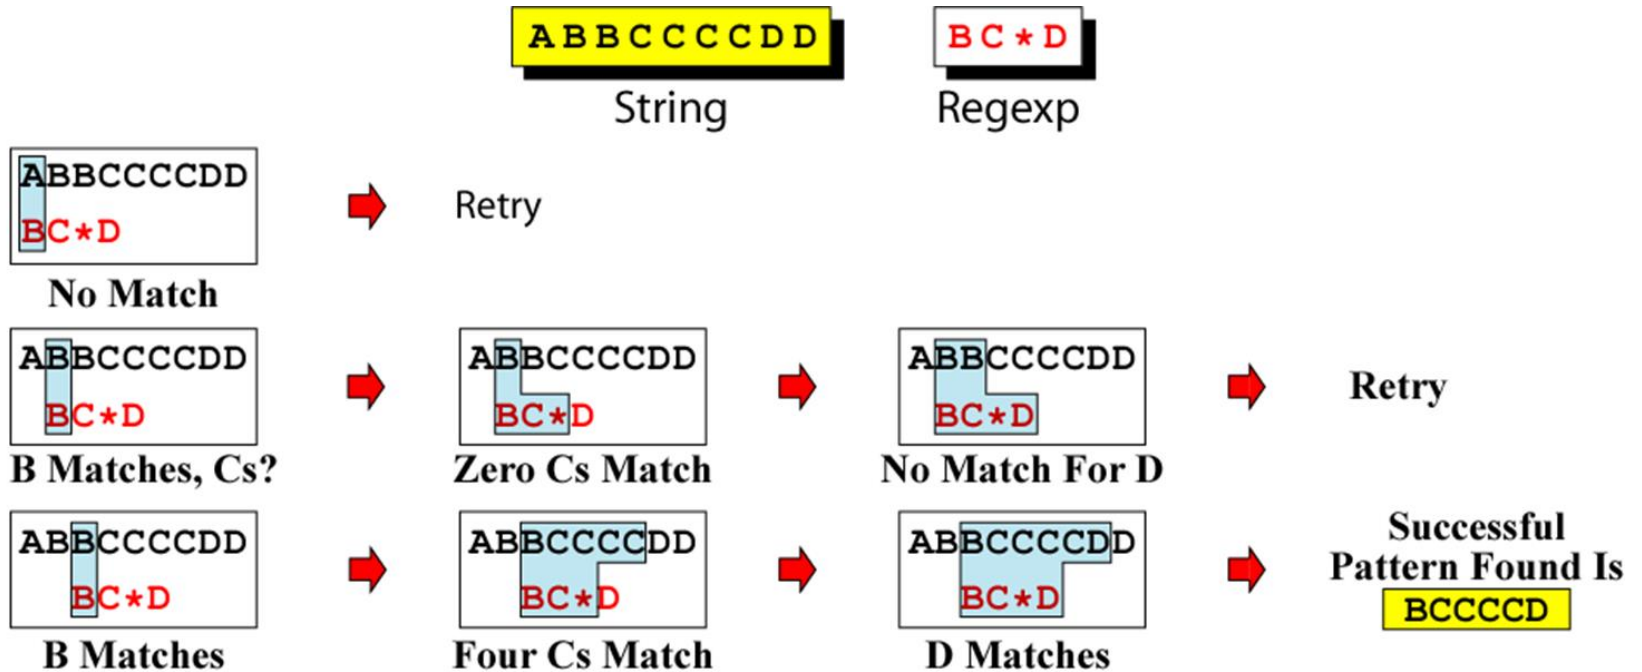 A B B C C C C D D
B C * D
String
Regexp
ABBCCCCDD
BC*D
Retry
No Match
ABBCCCCDD
BC*D
B Matches, Cs?
ABBCCCCDD
BC*D
Zero Cs Match
ABBCCCCDD
BC*D
No Match For D
Retry
ABBCCCCDD
BC*D
B Matches
ABBCCCCDD
BC*D
Four Cs Match
ABBCCCCDD
BC*D
D Matches
Successful
Pattern Found Is
BCCCCD